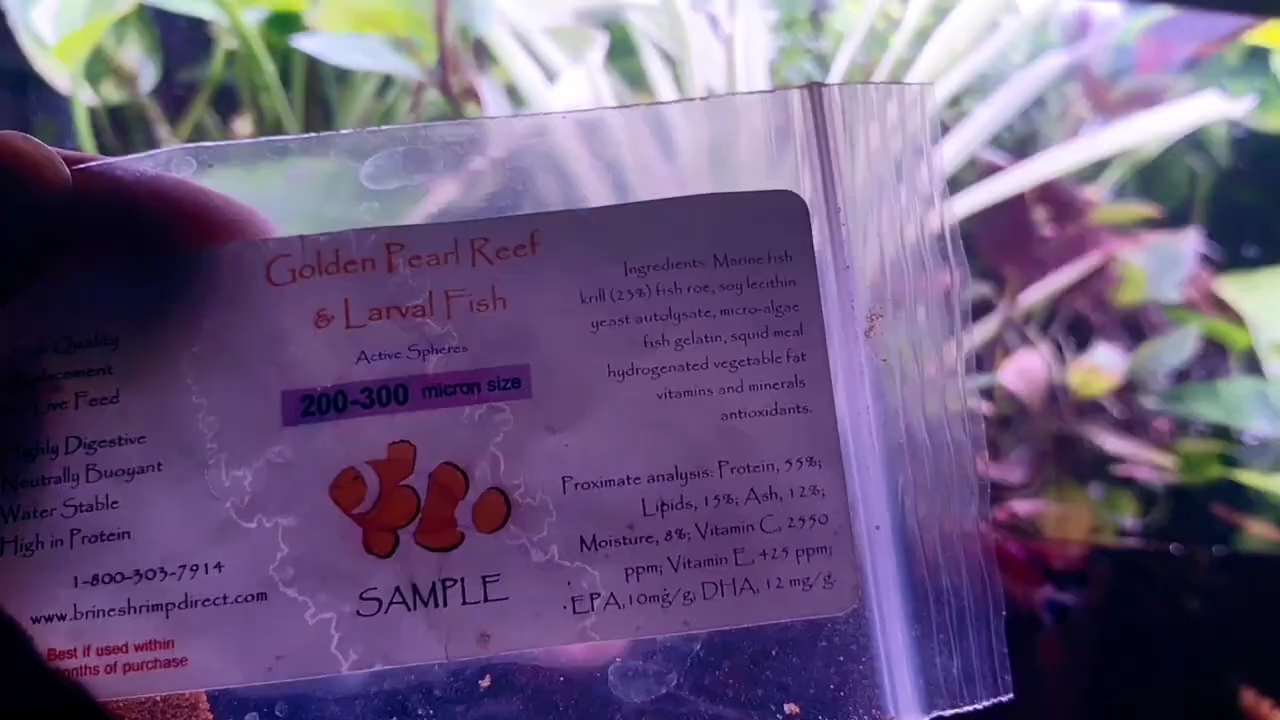 Quality
Live Feed
Highly Digestive
Neutrally Buoyant
Water Stable
High in Protein
1-800-303-7914
www.brineshrimpdirect.com
Best if used within
of purchase
Golden Pearl Reef
& Larval Fish
Active Spheres
200-300 micron size
SAMPLE
Ingredients: Marine fish
krill (23%) fish roe, soy lecithin
yeast autolysate, micro-algae
fish gelatin, squid meal
hydrogenated vegetable fat
vitamins and minerals
antioxidants.
Proximate analysis: Protein, 55%;
Lipids, 15%; Ash, 12%;
Moisture, 8%; Vitamin C, 2550
ppm; Vitamin E, 425 ppm;
EPA, 10mg/g; DHA, 12 mg/g.